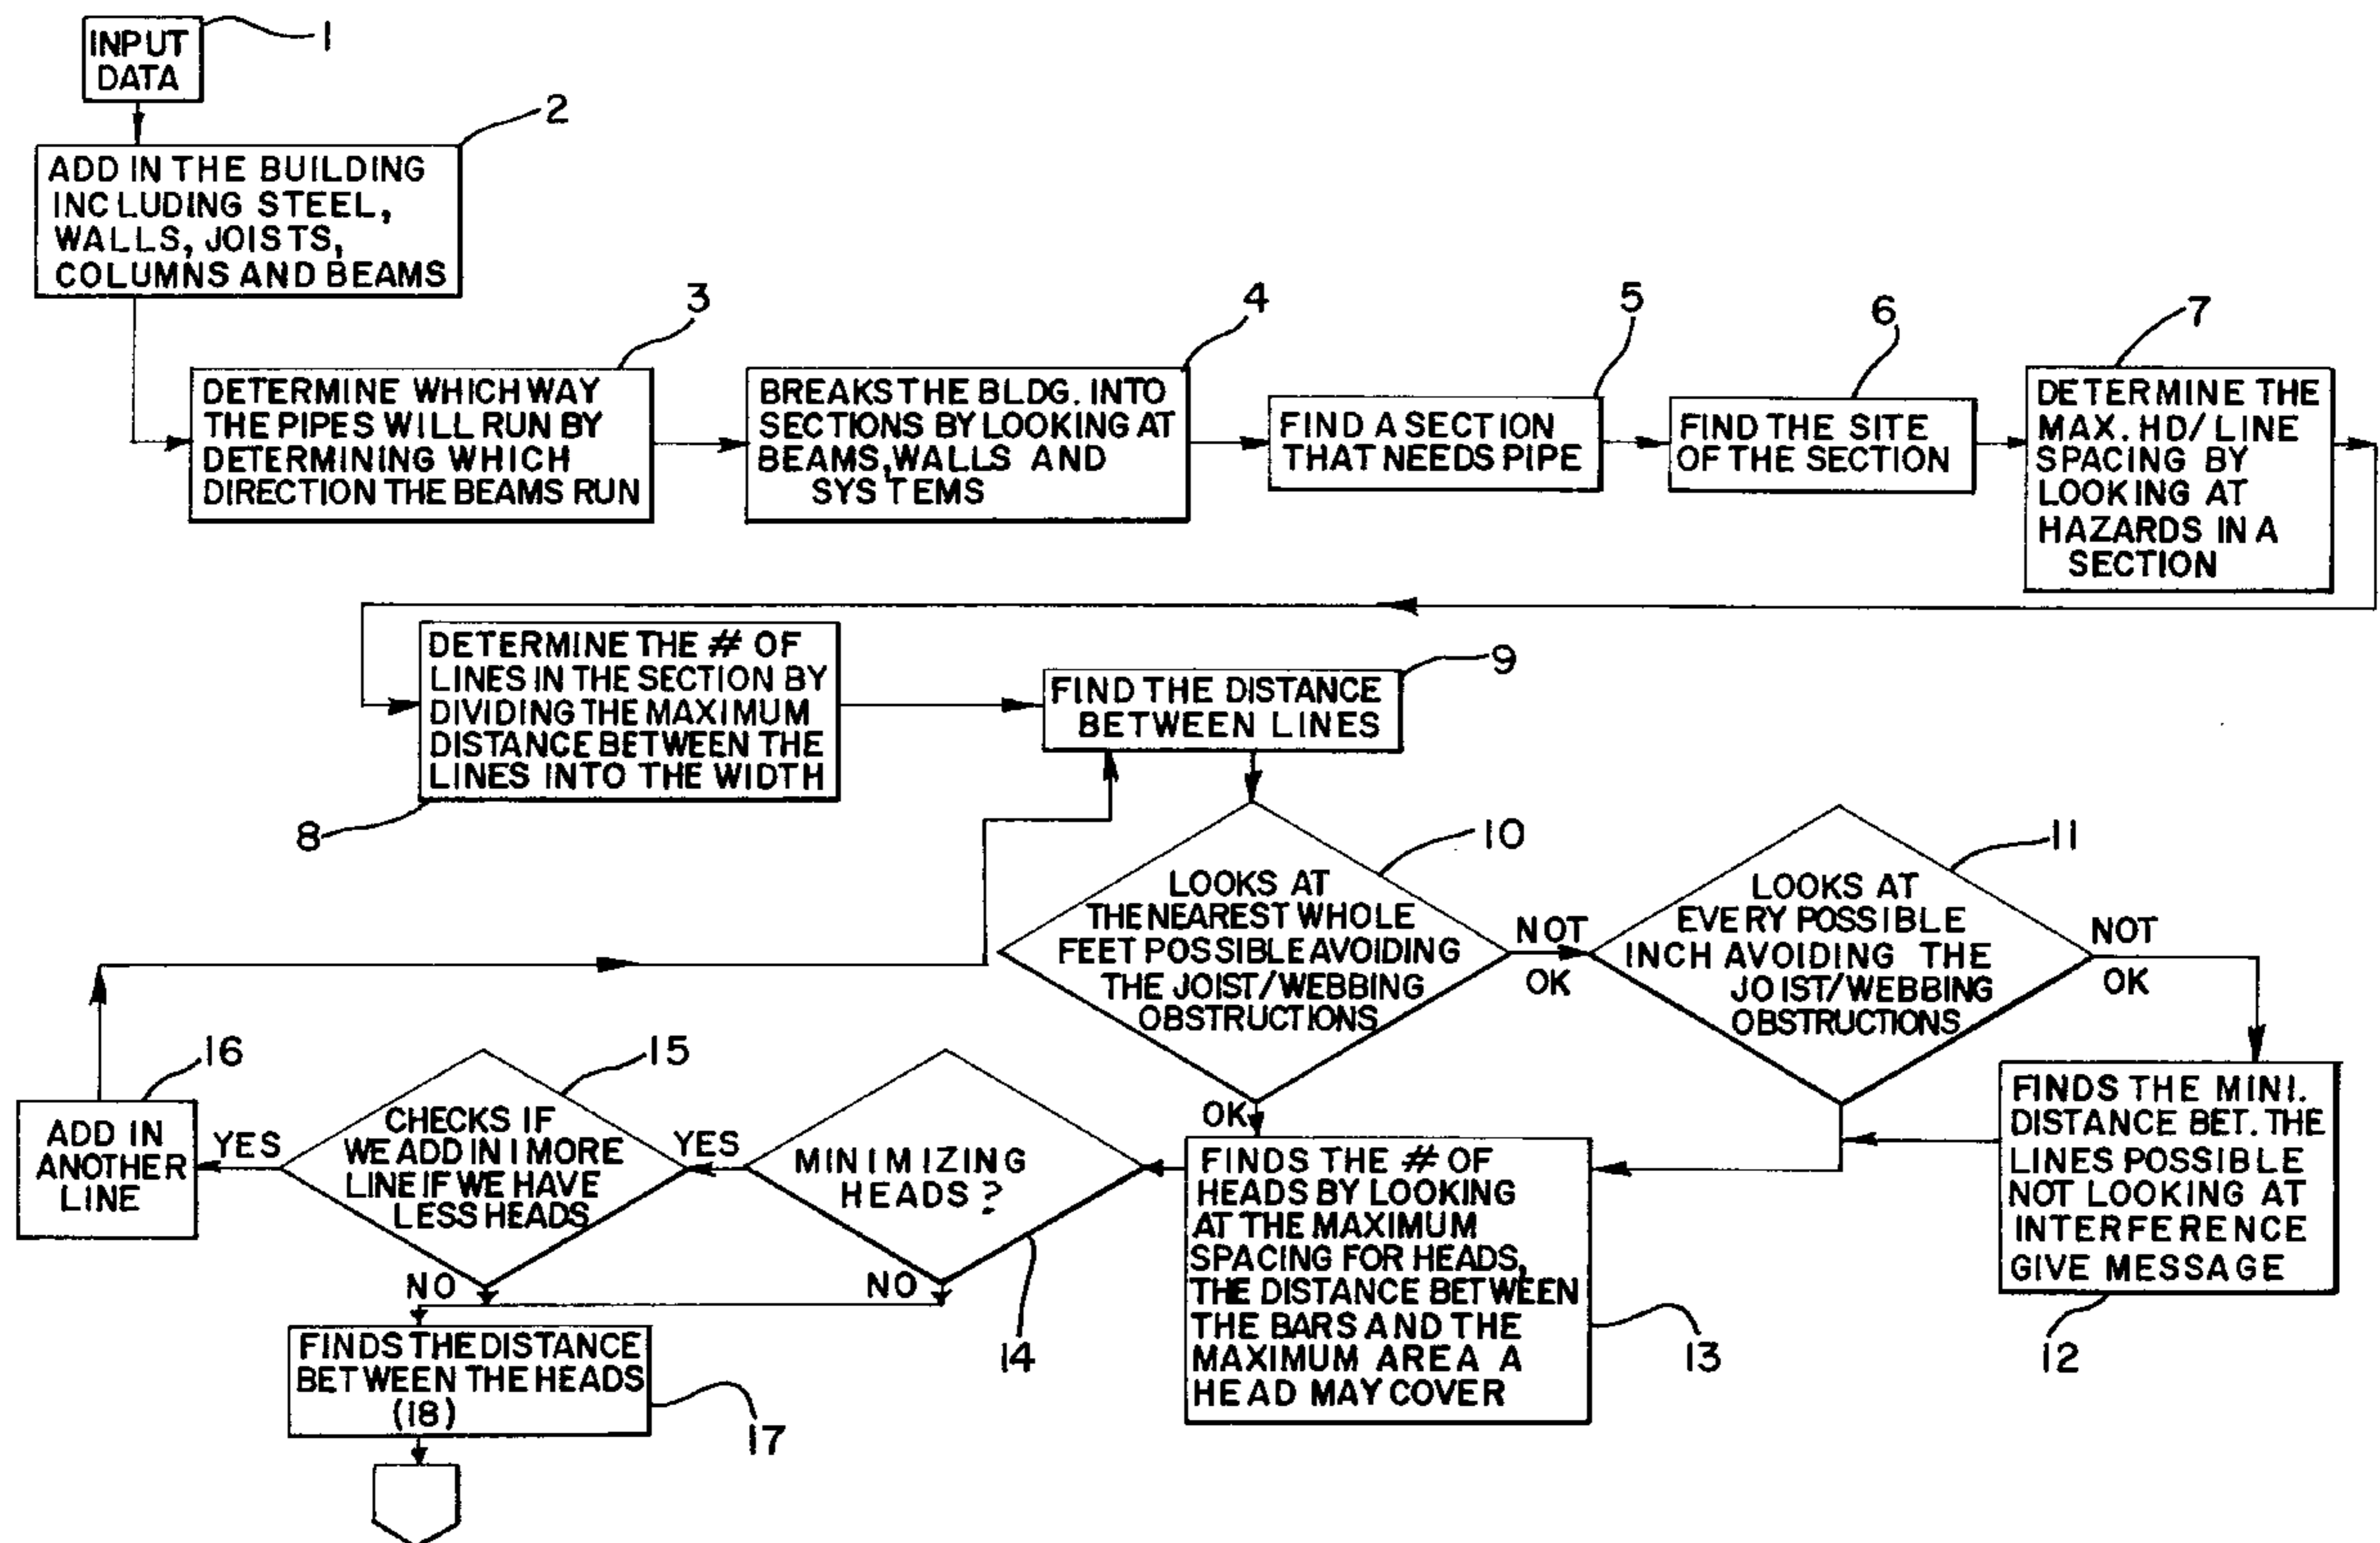 1
INPUT
DATA
2
ADD IN THE BUILDING
INCLUDING STEEL,
WALLS, JOISTS,
COLUMNS AND BEAMS
3
DETERMINE WHICH WAY
THE PIPES WILL RUN BY
DETERMINING WHICH
DIRECTION THE BEAMS RUN
4
BREAKS THE BLDG. INTO
SECTIONS BY LOOKING AT
BEAMS, WALLS AND
SYSTEMS
5
FIND A SECTION
THAT NEEDS PIPE
6
FIND THE SITE
OF THE SECTION
7
DETERMINE THE
MAX. HD/LINE
SPACING BY
LOOKING AT
HAZARDS IN A
SECTION
8
DETERMINE THE # OF
LINES IN THE SECTION BY
DIVIDING THE MAXIMUM
DISTANCE BETWEEN THE
LINES INTO THE WIDTH
9
FIND THE DISTANCE
BETWEEN LINES
10
LOOKS AT
THE NEAREST WHOLE
FEET POSSIBLE AVOIDING
THE JOIST/WEBBING
OBSTRUCTIONS
NOT
OK
OK
11
LOOKS AT
EVERY POSSIBLE
INCH AVOIDING THE
JOIST/WEBBING
OBSTRUCTIONS
NOT
OK
12
FINDS THE MINI.
DISTANCE BET. THE
LINES POSSIBLE
NOT LOOKING AT
INTERFERENCE
GIVE MESSAGE
13
FINDS THE # OF
HEADS BY LOOKING
AT THE MAXIMUM
SPACING FOR HEADS,
THE DISTANCE BETWEEN
THE BARS AND THE
MAXIMUM AREA A
HEAD MAY COVER
14
MINIMIZING
HEADS?
YES
NO
15
CHECKS IF
WE ADD IN 1 MORE
LINE IF WE HAVE
LESS HEADS
YES
NO
16
ADD IN
ANOTHER
LINE
17
FINDS THE DISTANCE
BETWEEN THE HEADS
(18)